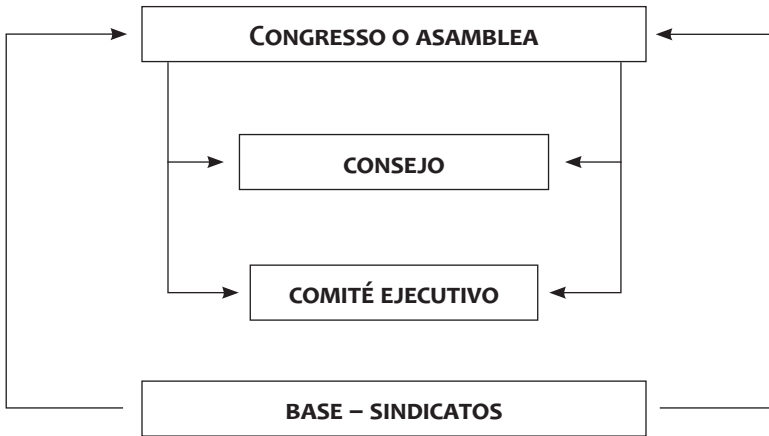 CONGRESSO O ASAMBLEA
CONSEJO
COMITÉ EJECUTIVO
BASE – SINDICATOS